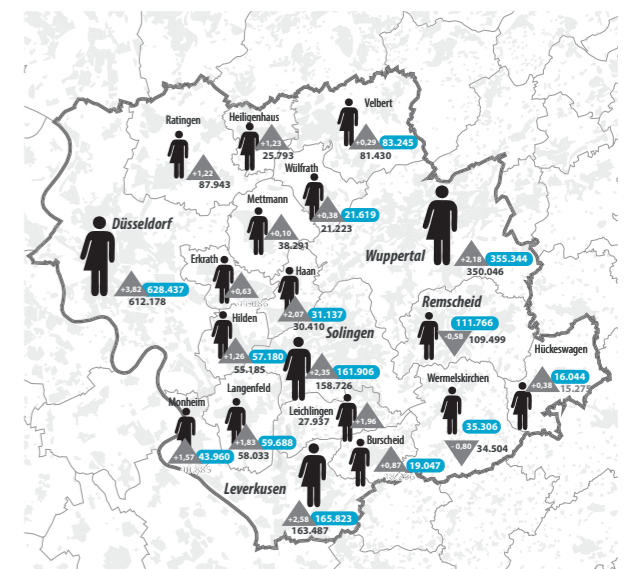 Velbert
+0,29 83.245
81.430
Heiligenhaus
+1,23
25.793
Ratingen
+1,22
87.943
Wülfrath
+0,38 21.619
21.223
Mettmann
+0,10
38.291
Düsseldorf
+3,82 628.437
612.178
Wuppertal
+2,18 355.344
350.046
Erkrath
+0,63
Haan
+2,07 31.137
30.410
Hilden
+1,26 57.180
55.185
Solingen
+2,35 161.906
158.726
Remscheid
111.766
-0,58 109.499
Hückeswagen
16.044
+0,38 15.275
Wermelskirchen
35.306
-0,80 34.504
Langenfeld
+1,83 59.688
58.033
Monheim
+1,57 43.960
Leichlingen
27.937 +1,96
Burscheid
+0,87 19.047
Leverkusen
+2,58 165.823
163.487